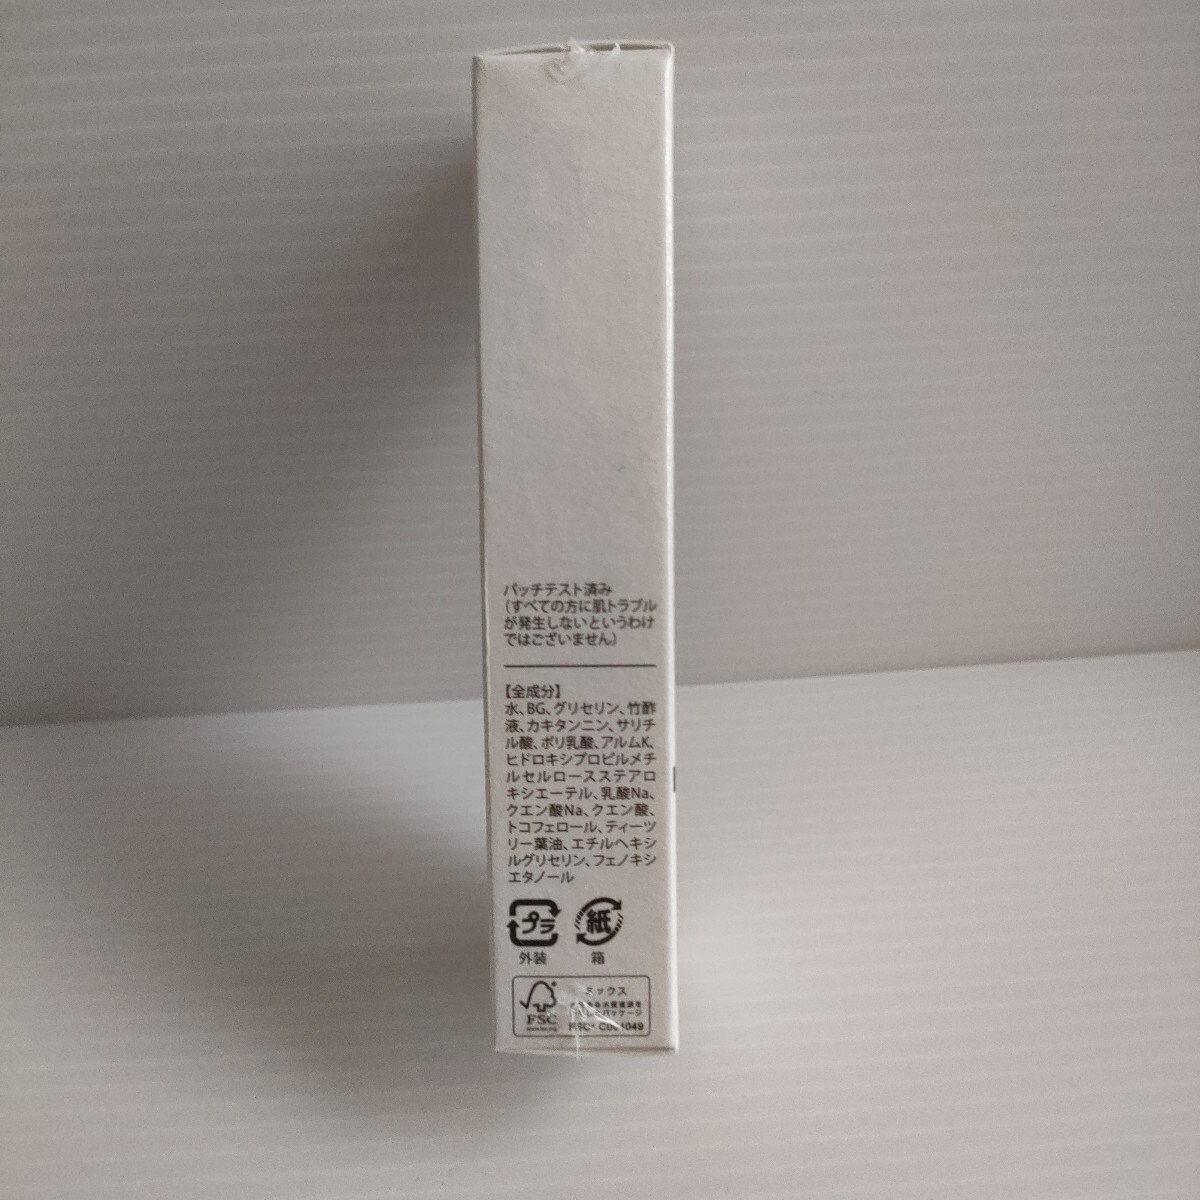 パッチテスト済み
(すべての方に肌トラブル
が発生しないというわけ
ではございません)
【全成分】
水、BG、グリセリン、竹酢
液、カキタンニン、サリチ
ル酸、ポリ乳酸、アルムK、
ヒドロキシプロピルメチ
ルセルロースステアロ
キシエーテル、乳酸Na、
クエン酸Na、クエン酸、
トコフェロール、ティーツ
リー葉油、エチルヘキシ
ルグリセリン、フェノキシ
エタノール
プラ 紙
外装 箱
ミックス
FSC
www.fsc.org